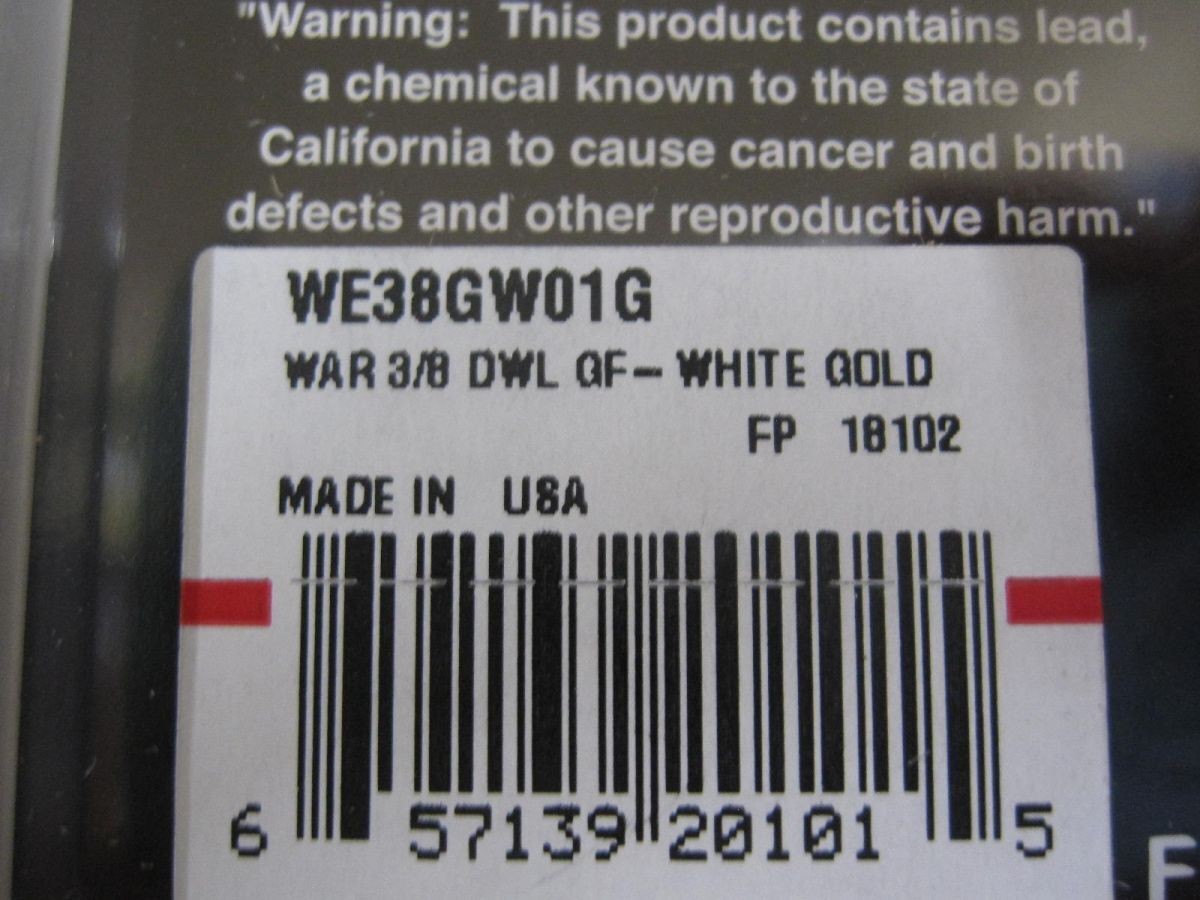 "Warning: This product contains lead,
a chemical known to the state of
California to cause cancer and birth
defects and other reproductive harm."
WE38GW01G
WAR 3/8 DWL GF- WHITE GOLD
FP 18102
MADE IN USA
6 57139 20101 5